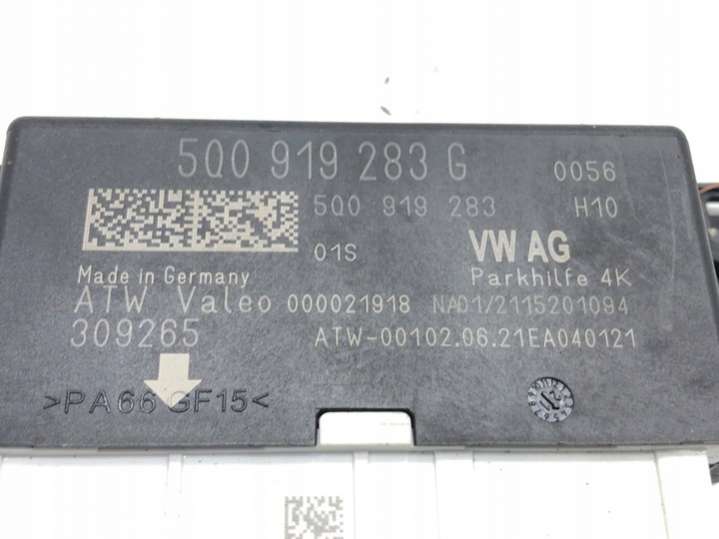 5Q0 919 283 G 0056
5Q0 919 283 H10
01S VW AG
Made in Germany Parkhilfe 4K
ATW Valeo 000021918 NAD1/2115201094
309265 ATW-00102.06.21EA040121
>PA66 GF15<